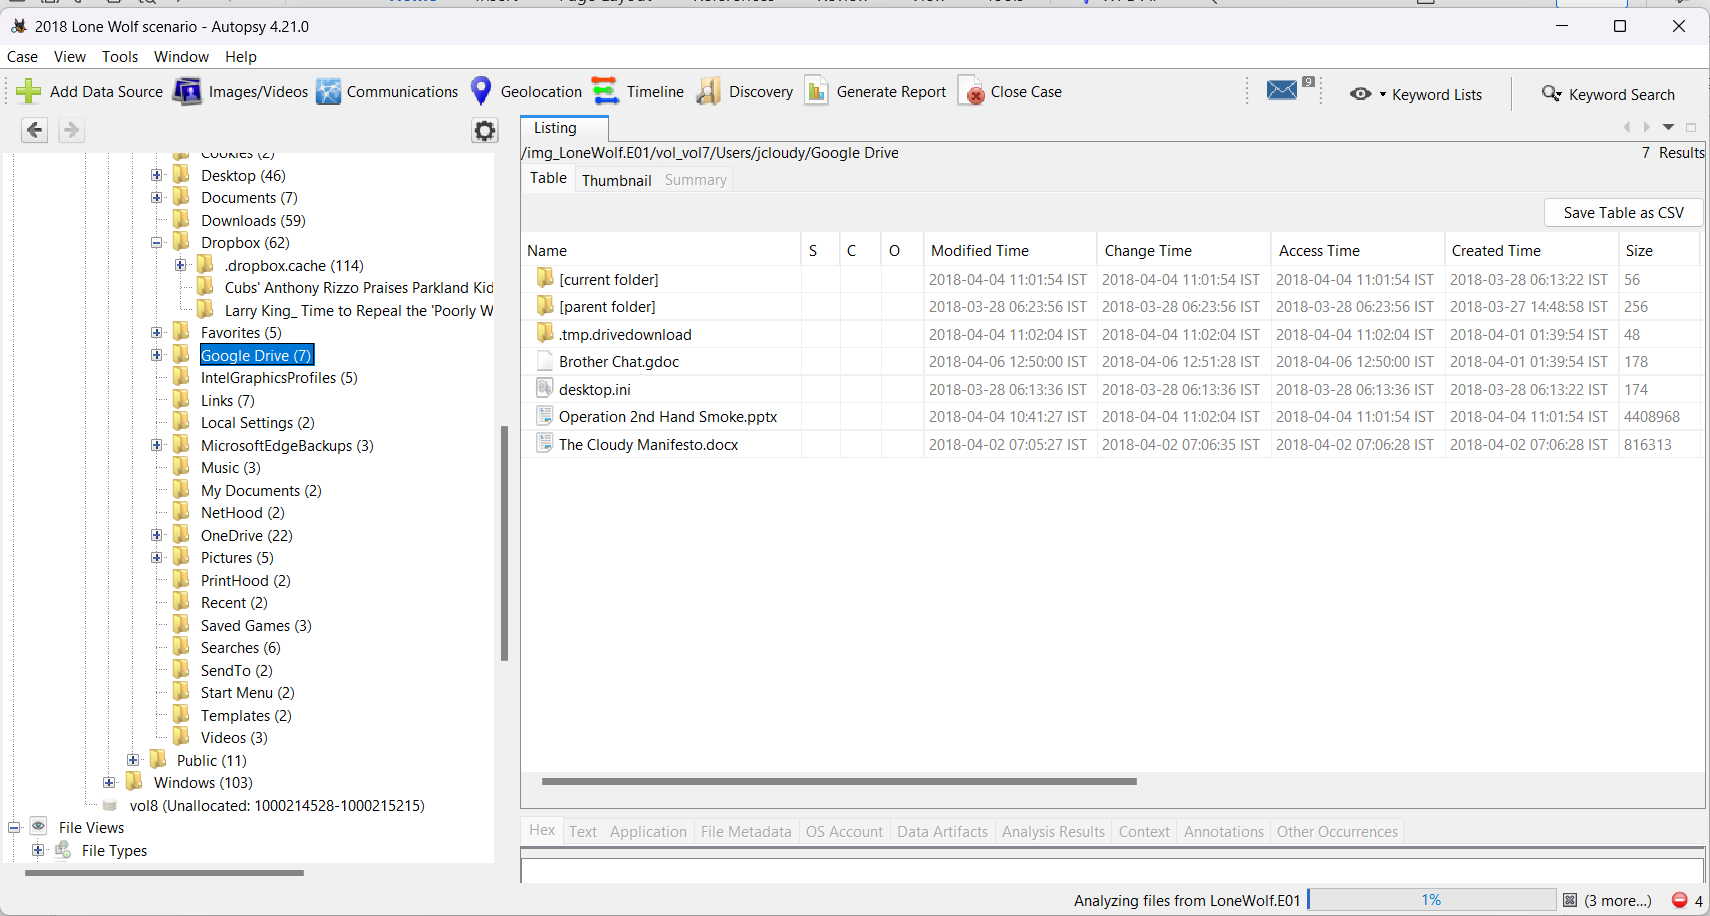 2018 Lone Wolf scenario - Autopsy 4.21.0
Case View Tools Window Help
Add Data Source Images/Videos Communications Geolocation Timeline Discovery Generate Report Close Case 9 Keyword Lists Keyword Search
Cookies (2)
Desktop (46)
Documents (7)
Downloads (59)
Dropbox (62)
.dropbox.cache (114)
Cubs' Anthony Rizzo Praises Parkland Kid
Larry King_ Time to Repeal the 'Poorly W
Favorites (5)
Google Drive (7)
IntelGraphicsProfiles (5)
Links (7)
Local Settings (2)
MicrosoftEdgeBackups (3)
Music (3)
My Documents (2)
NetHood (2)
OneDrive (22)
Pictures (5)
PrintHood (2)
Recent (2)
Saved Games (3)
Searches (6)
SendTo (2)
Start Menu (2)
Templates (2)
Videos (3)
Public (11)
Windows (103)
vol8 (Unallocated: 1000214528-1000215215)
File Views
File Types
Listing
/img_LoneWolf.E01/vol_vol7/Users/jcloudy/Google Drive 7 Results
Table Thumbnail Summary
Save Table as CSV
Name S C O Modified Time Change Time Access Time Created Time Size
[current folder] 2018-04-04 11:01:54 IST 2018-04-04 11:01:54 IST 2018-04-04 11:01:54 IST 2018-03-28 06:13:22 IST 56
[parent folder] 2018-03-28 06:23:56 IST 2018-03-28 06:23:56 IST 2018-03-28 06:23:56 IST 2018-03-27 14:48:58 IST 256
.tmp.drivedownload 2018-04-04 11:02:04 IST 2018-04-04 11:02:04 IST 2018-04-04 11:02:04 IST 2018-04-01 01:39:54 IST 48
Brother Chat.gdoc 2018-04-06 12:50:00 IST 2018-04-06 12:51:28 IST 2018-04-06 12:50:00 IST 2018-04-01 01:39:54 IST 178
desktop.ini 2018-03-28 06:13:36 IST 2018-03-28 06:13:36 IST 2018-03-28 06:13:36 IST 2018-03-28 06:13:22 IST 174
Operation 2nd Hand Smoke.pptx 2018-04-04 10:41:27 IST 2018-04-04 11:02:04 IST 2018-04-04 11:01:54 IST 2018-04-04 11:01:54 IST 4408968
The Cloudy Manifesto.docx 2018-04-02 07:05:27 IST 2018-04-02 07:06:35 IST 2018-04-02 07:06:28 IST 2018-04-02 07:06:28 IST 816313
Hex Text Application File Metadata OS Account Data Artifacts Analysis Results Context Annotations Other Occurrences
Analyzing files from LoneWolf.E01 1% (3 more...) 4